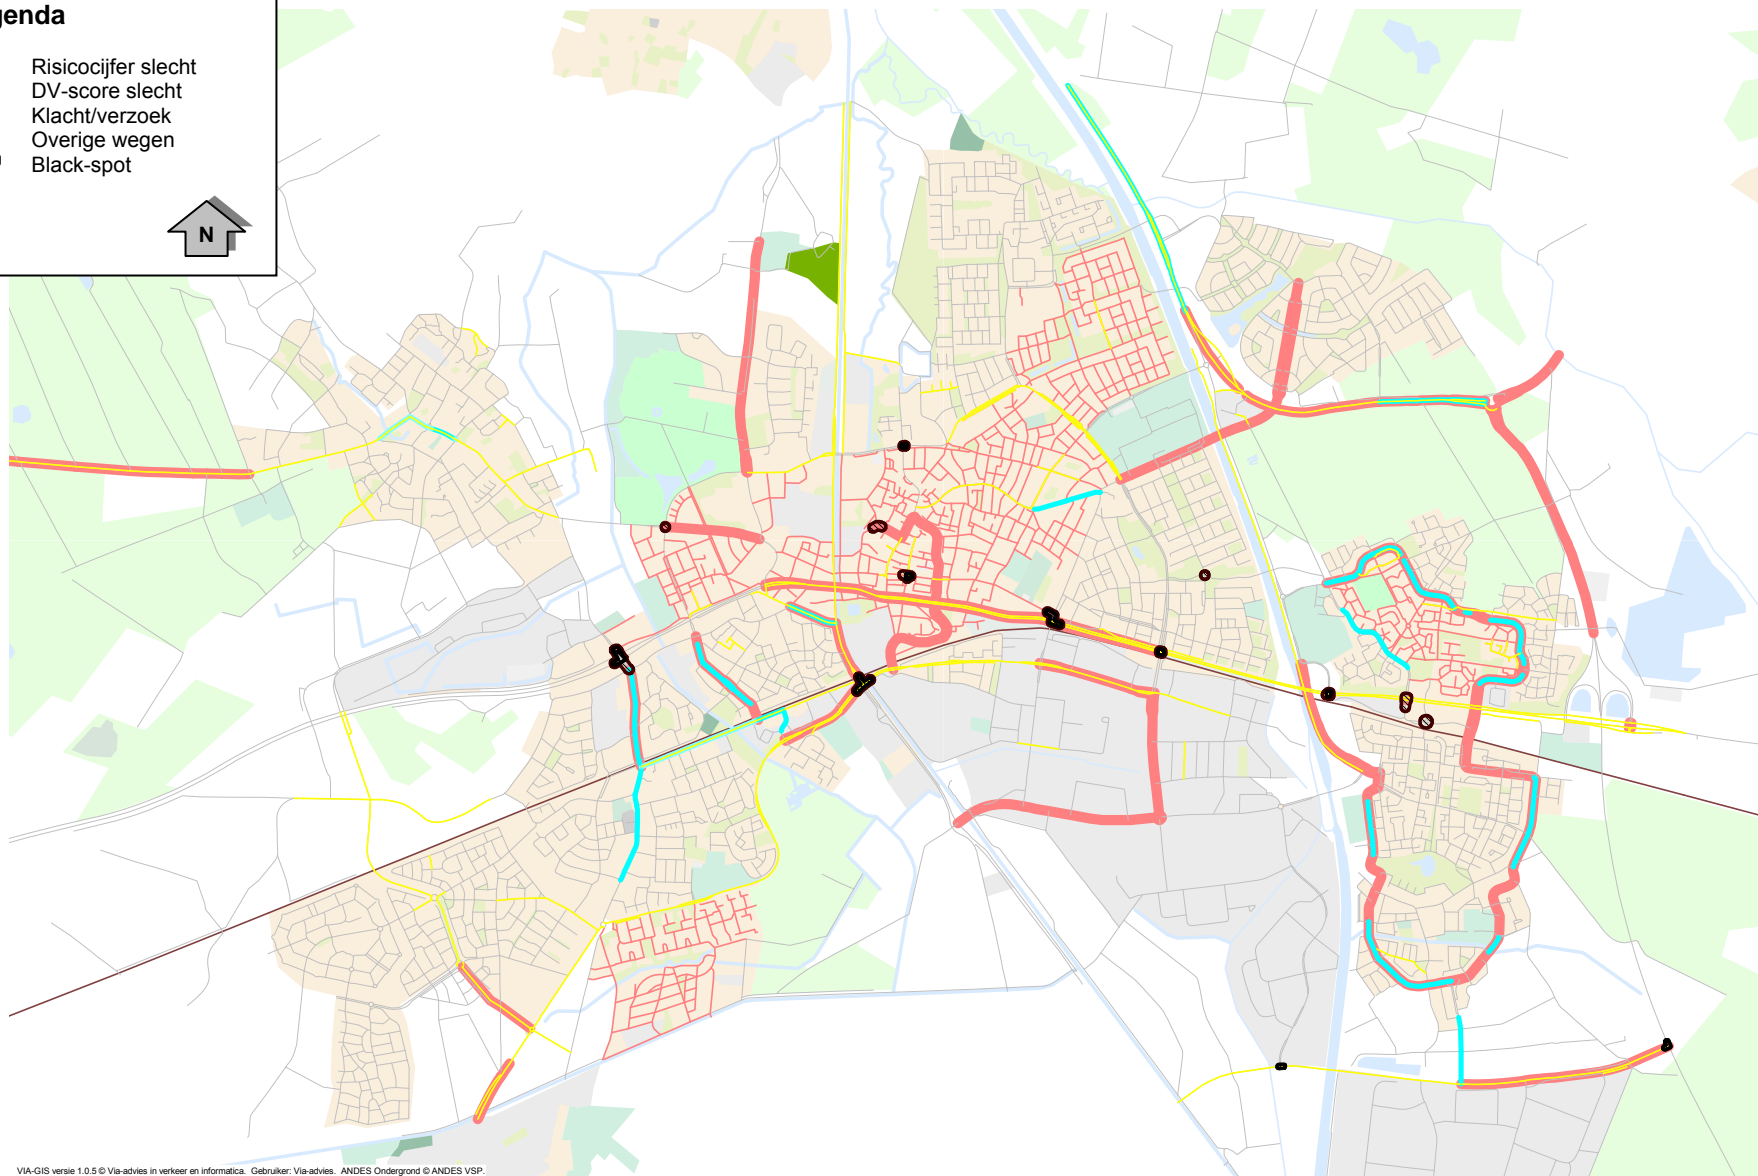 genda
Risicocijfer slecht
DV-score slecht
Klacht/verzoek
Overige wegen
Black-spot
N
VIA-GIS versie 1.0.5 © Via-advies in verkeer en informatica. Gebruiker: Via-advies. ANDES Ondergrond © ANDES VSP.